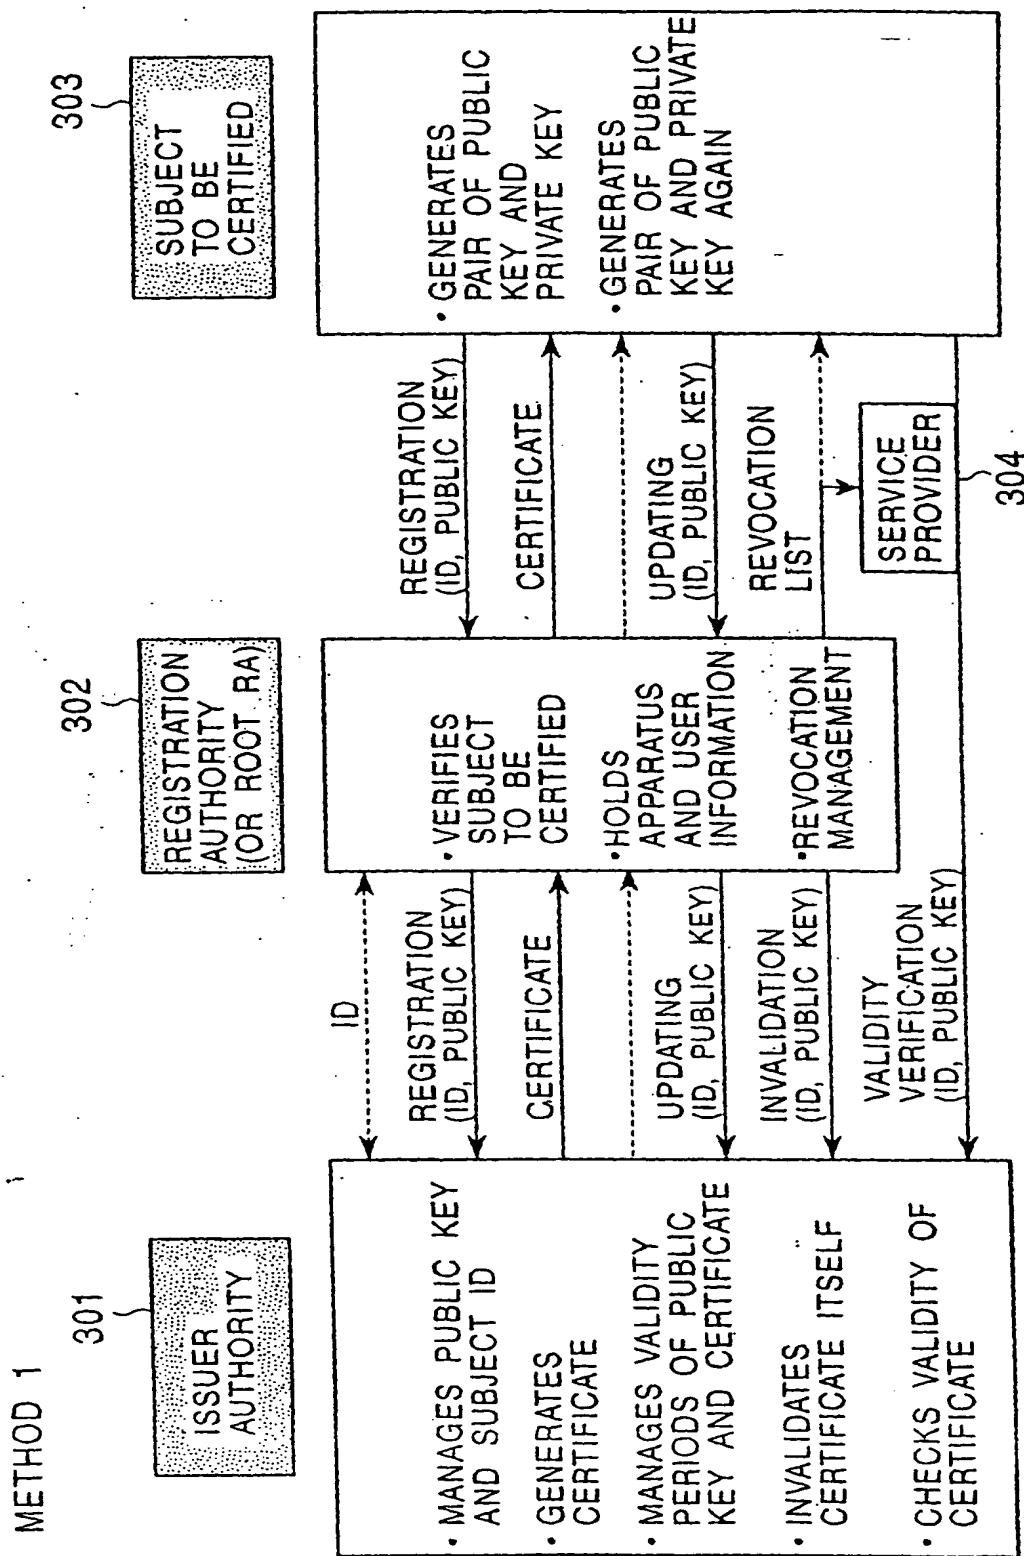 METHOD 1
301
ISSUER
AUTHORITY
• MANAGES PUBLIC KEY
AND SUBJECT ID
• GENERATES
CERTIFICATE
• MANAGES VALIDITY
PERIODS OF PUBLIC
KEY AND CERTIFICATE
• INVALIDATES
CERTIFICATE ITSELF
• CHECKS VALIDITY OF
CERTIFICATE
ID
REGISTRATION
(ID, PUBLIC KEY)
CERTIFICATE
UPDATING
(ID, PUBLIC KEY)
INVALIDATION
(ID, PUBLIC KEY)
VALIDITY
VERIFICATION
(ID, PUBLIC KEY)
302
REGISTRATION
AUTHORITY
(OR ROOT RA)
• VERIFIES
SUBJECT
TO BE
CERTIFIED
• HOLDS
APPARATUS
AND USER
INFORMATION
• REVOCATION
MANAGEMENT
REGISTRATION
(ID, PUBLIC KEY)
CERTIFICATE
UPDATING
(ID, PUBLIC KEY)
REVOCATION
LIST
SERVICE
PROVIDER
304
303
SUBJECT
TO BE
CERTIFIED
• GENERATES
PAIR OF PUBLIC
KEY AND
PRIVATE KEY
• GENERATES
PAIR OF PUBLIC
KEY AND PRIVATE
KEY AGAIN